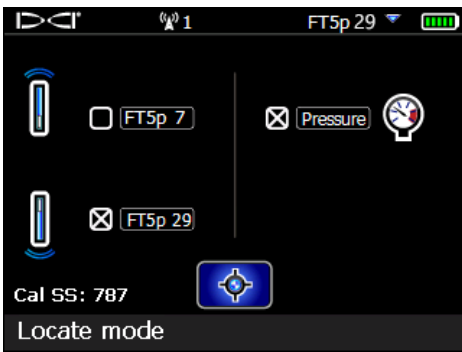 DCI 1 FT5p 29
FT5p 7 Pressure
FT5p 29
Cal SS: 787
Locate mode